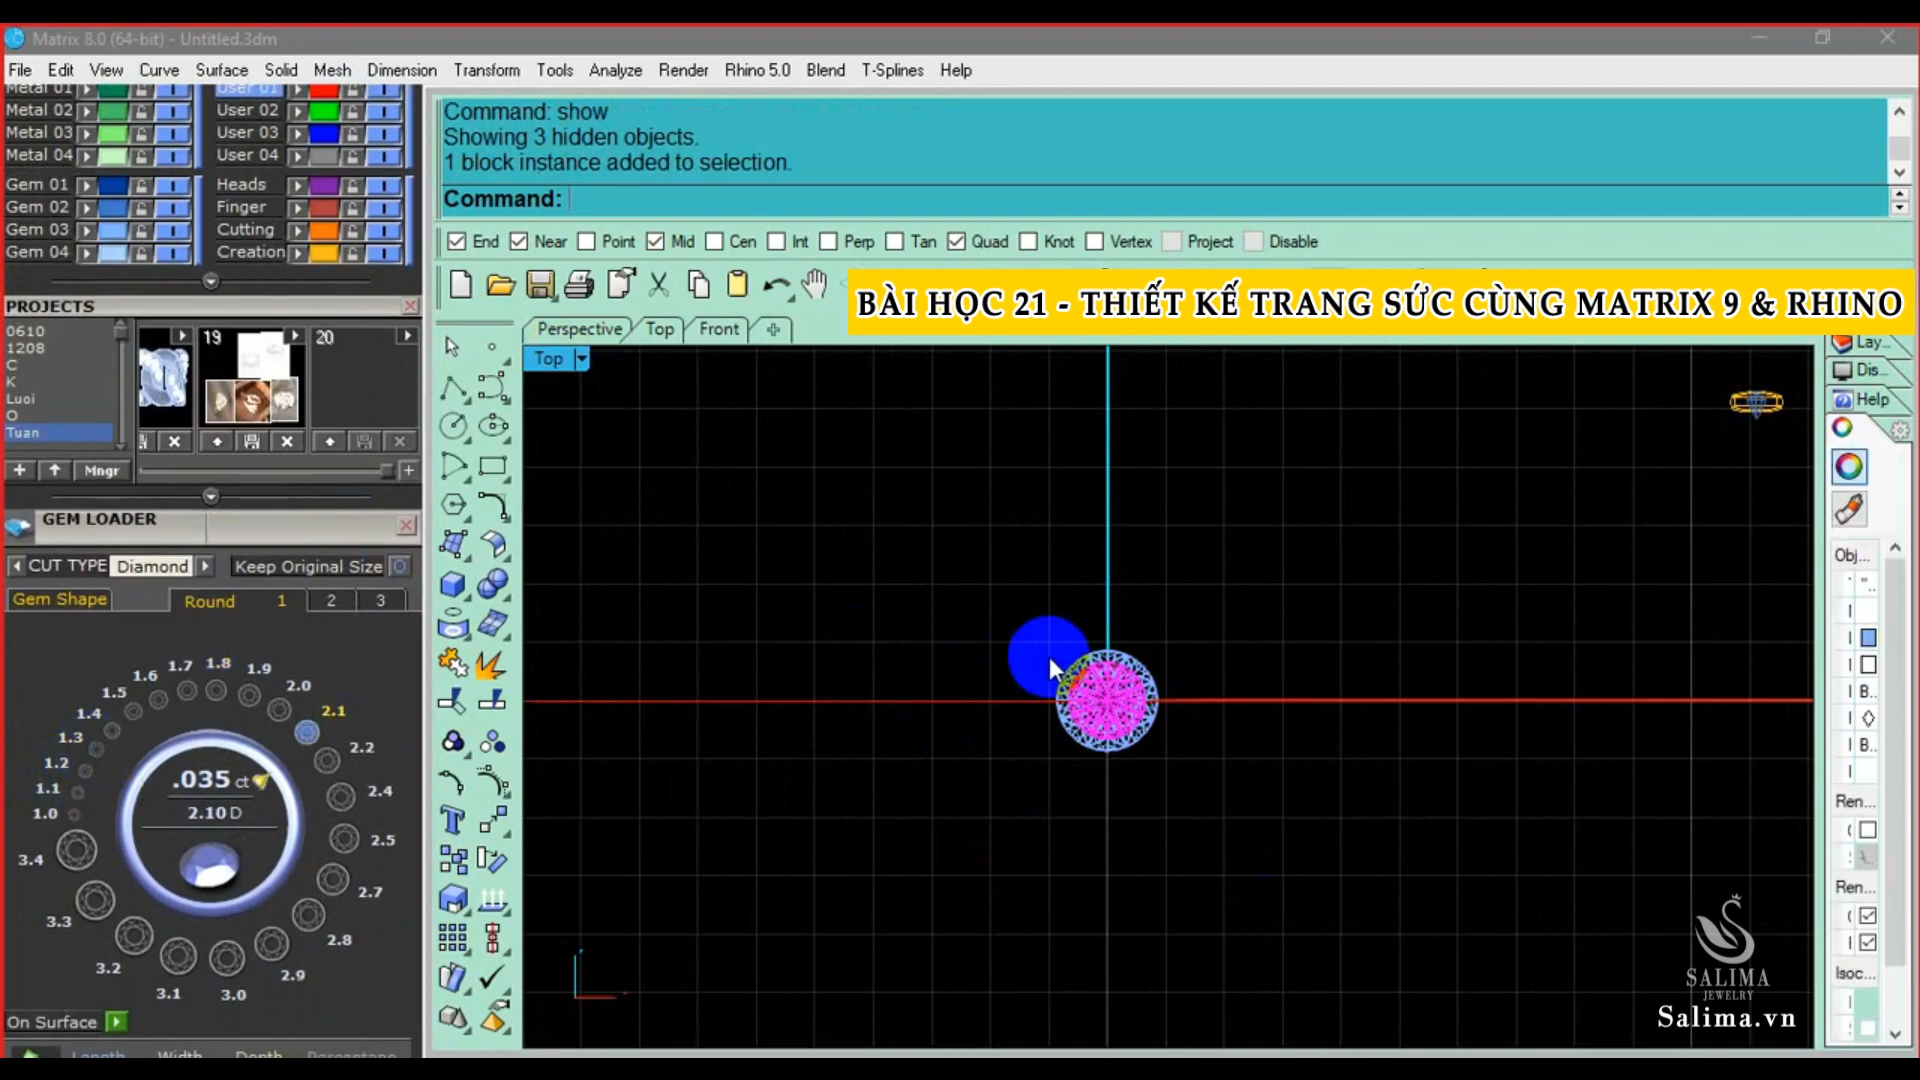 Matrix 8.0 (64-bit) - Untitled.3dm
File Edit View Curve Surface Solid Mesh Dimension Transform Tools Analyze Render Rhino 5.0 Blend T-Splines Help
Metal 01 User 01
Metal 02 User 02
Metal 03 User 03
Metal 04 User 04
Gem 01 Heads
Gem 02 Finger
Gem 03 Cutting
Gem 04 Creation
Command: show
Showing 3 hidden objects.
1 block instance added to selection.
Command:
End Near Point Mid Cen Int Perp Tan Quad Knot Vertex Project Disable
BÀI HỌC 21 - THIẾT KẾ TRANG SỨC CÙNG MATRIX 9 & RHINO
PROJECTS
0610
1208
C
K
Luoi
O
Tuan
19
20
Mngr
Perspective Top Front
Top
Lay...
Dis...
Help
GEM LOADER
CUT TYPE Diamond Keep Original Size
Gem Shape Round 1 2 3
1.0
1.1
1.2
1.3
1.4
1.5
1.6
1.7
1.8
1.9
2.0
2.1
2.2
2.4
2.5
2.7
2.8
2.9
3.0
3.1
3.2
3.3
3.4
.035 ct
2.10 D
On Surface
Length Width Depth Percentage
Obj...
B..
B..
Ren...
Ren...
Isoc...
SALIMA
JEWELRY
Salima.vn